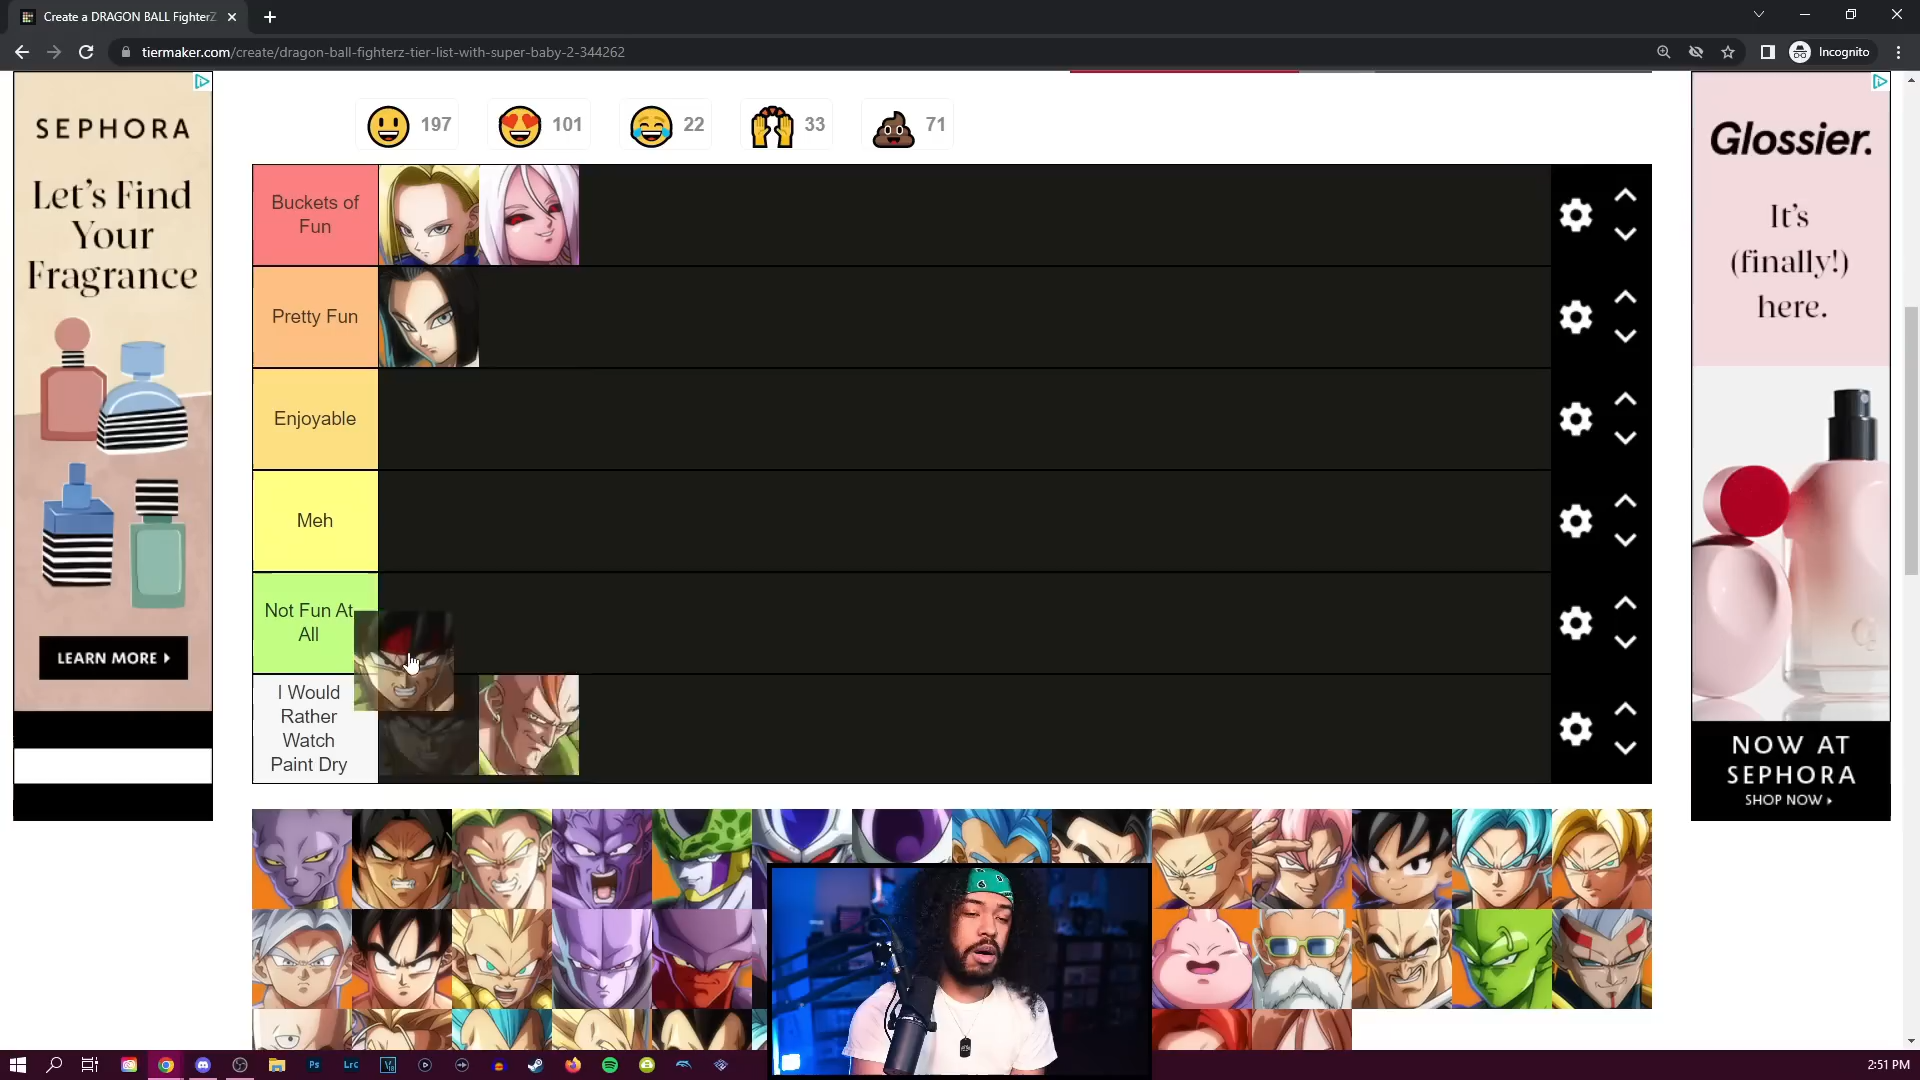 Create a DRAGON BALL FighterZ
tiermaker.com/create/dragon-ball-fighterz-tier-list-with-super-baby-2-344262
Incognito
SEPHORA
Let's Find
Your
Fragrance
LEARN MORE
197
101
22
33
71
Buckets of
Fun
Pretty Fun
Enjoyable
Meh
Not Fun At
All
I Would
Rather
Watch
Paint Dry
Glossier.
It's
(finally!)
here.
NOW AT
SEPHORA
SHOP NOW
Ps
Lrc
2:51 PM